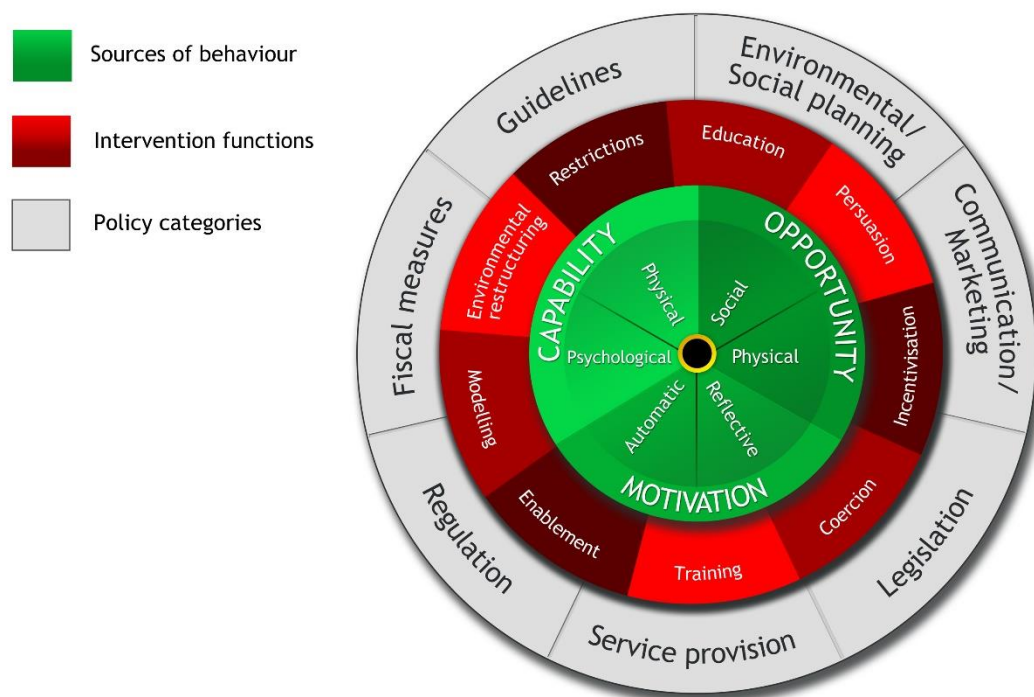 Sources of behaviour
Intervention functions
Policy categories
Guidelines
Environmental/
Social planning
Communication/
Marketing
Legislation
Service provision
Regulation
Fiscal measures
Restrictions
Education
Persuasion
Incentivisation
Coercion
Training
Enablement
Modelling
Environmental
restructuring
CAPABILITY
OPPORTUNITY
MOTIVATION
Physical
Social
Psychological
Physical
Automatic
Reflective